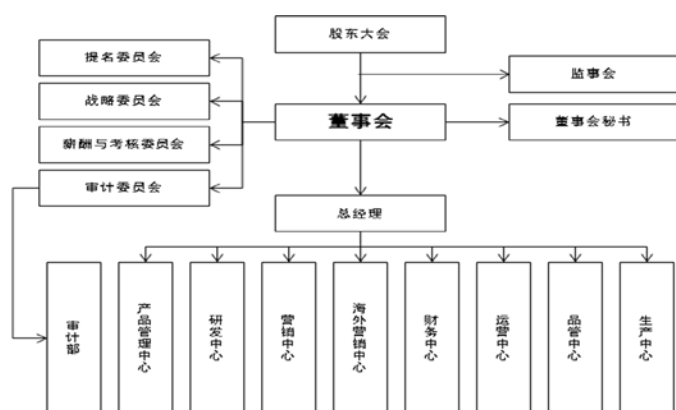 股东大会
提名委员会
监事会
战略委员会
董事会
董事会秘书
薪酬与考核委员会
审计委员会
总经理
审计部
产品管理中心
研发中心
营销中心
海外营销中心
财务中心
运营中心
品管中心
生产中心